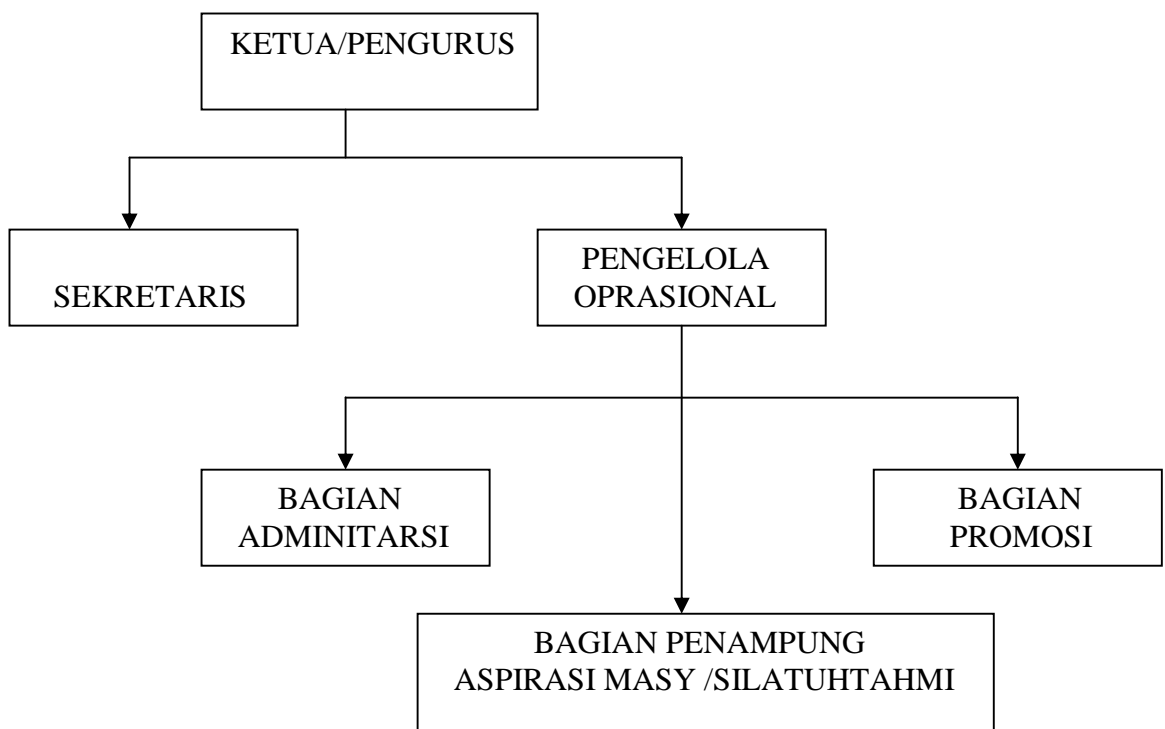 KETUA/PENGURUS
SEKRETARIS
PENGELOLA
OPRASIONAL
BAGIAN
ADMINITARSI
BAGIAN
PROMOSI
BAGIAN PENAMPUNG
ASPIRASI MASY /SILATUHTAHMI